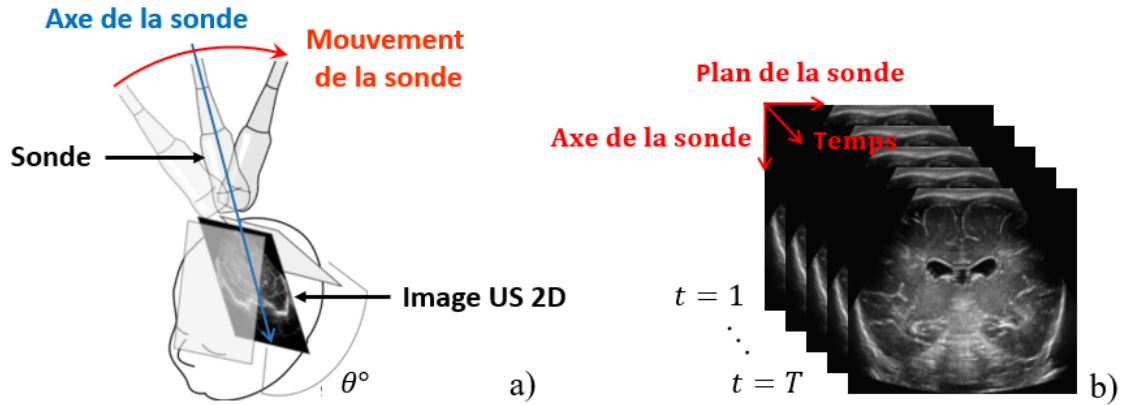 Axe de la sonde
Mouvement
de la sonde
Sonde
Image US 2D
θ°
a)
Plan de la sonde
Axe de la sonde
Temps
t = 1
⋱
t = T
b)